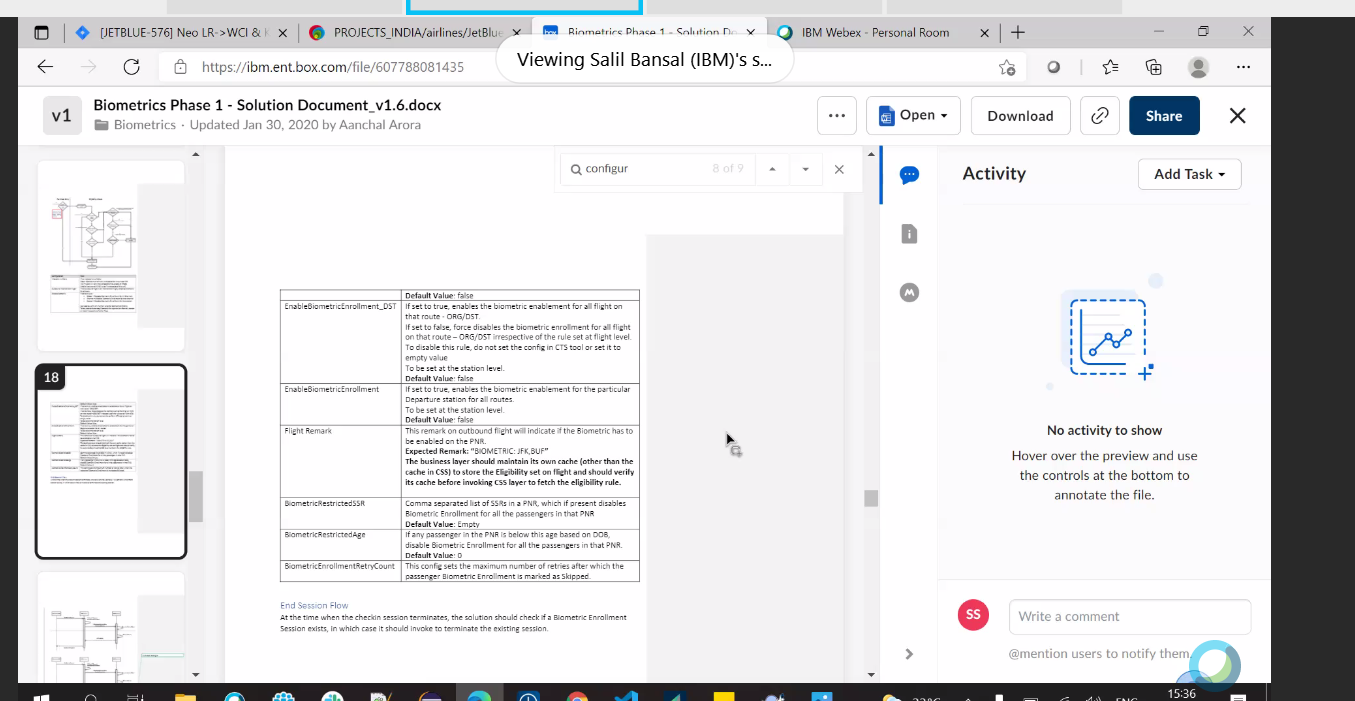 [JETBLUE-576] Neo LR->WCI & K
PROJECTS_INDIA/airlines/JetBlue
Biometrics Phase 1 - Solution Do
IBM Webex - Personal Room
https://ibm.ent.box.com/file/607788081435
Viewing Salil Bansal (IBM)'s s...
v1
Biometrics Phase 1 - Solution Document_v1.6.docx
Biometrics · Updated Jan 30, 2020 by Aanchal Arora
Open
Download
Share
configur
8 of 9
18
Default Value: false
EnableBiometricEnrollment_DST
If set to true, enables the biometric enablement for all flight on
that route - ORG/DST.
If set to false, force disables the biometric enrollment for all flight
on that route – ORG/DST irrespective of the rule set at flight level.
To disable this rule, do not set the config in CTS tool or set it to
empty value
To be set at the station level.
Default Value: false
EnableBiometricEnrollment
If set to true, enables the biometric enablement for the particular
Departure station for all routes.
To be set at the station level.
Default Value: false
Flight Remark
This remark on outbound flight will indicate if the Biometric has to
be enabled on the PNR.
Expected Remark: "BIOMETRIC: JFK,BUF"
The business layer should maintain its own cache (other than the
cache in CSS) to store the Eligibility set on flight and should verify
its cache before invoking CSS layer to fetch the eligibility rule.
BiometricRestrictedSSR
Comma separated list of SSRs in a PNR, which if present disables
Biometric Enrollment for all the passengers in that PNR
Default Value: Empty
BiometricRestrictedAge
If any passenger in the PNR is below this age based on DOB,
disable Biometric Enrollment for all the passengers in that PNR.
Default Value: 0
BiometricEnrollmentRetryCount
This config sets the maximum number of retries after which the
passenger Biometric Enrollment is marked as Skipped.
End Session Flow
At the time when the checkin session terminates, the solution should check if a Biometric Enrollment
Session exists, in which case it should invoke to terminate the existing session.
Activity
Add Task
No activity to show
Hover over the preview and use
the controls at the bottom to
annotate the file.
SS
Write a comment
@mention users to notify them.
15:36